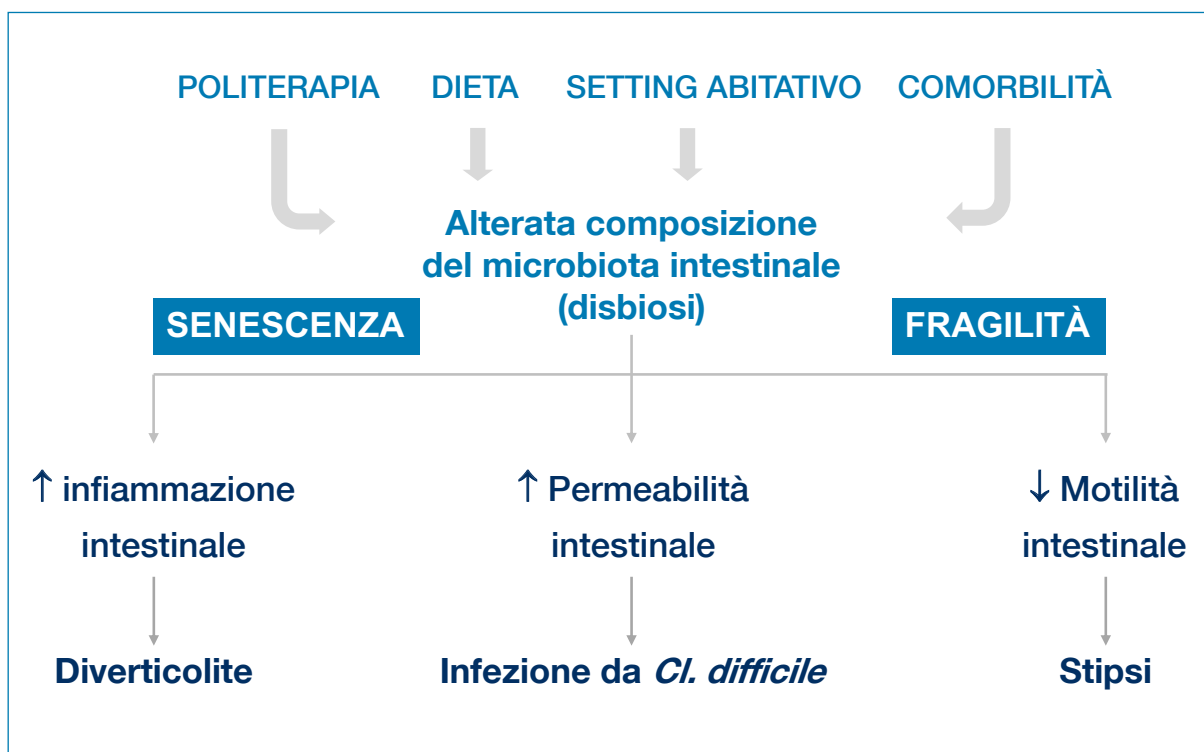 POLITERAPIA DIETA SETTING ABITATIVO COMORBILITÀ
Alterata composizione
del microbiota intestinale
(disbiosi)
SENESCENZA
FRAGILITÀ
↑ infiammazione
intestinale
↑ Permeabilità
intestinale
↓ Motilità
intestinale
Diverticolite
Infezione da Cl. difficile
Stipsi